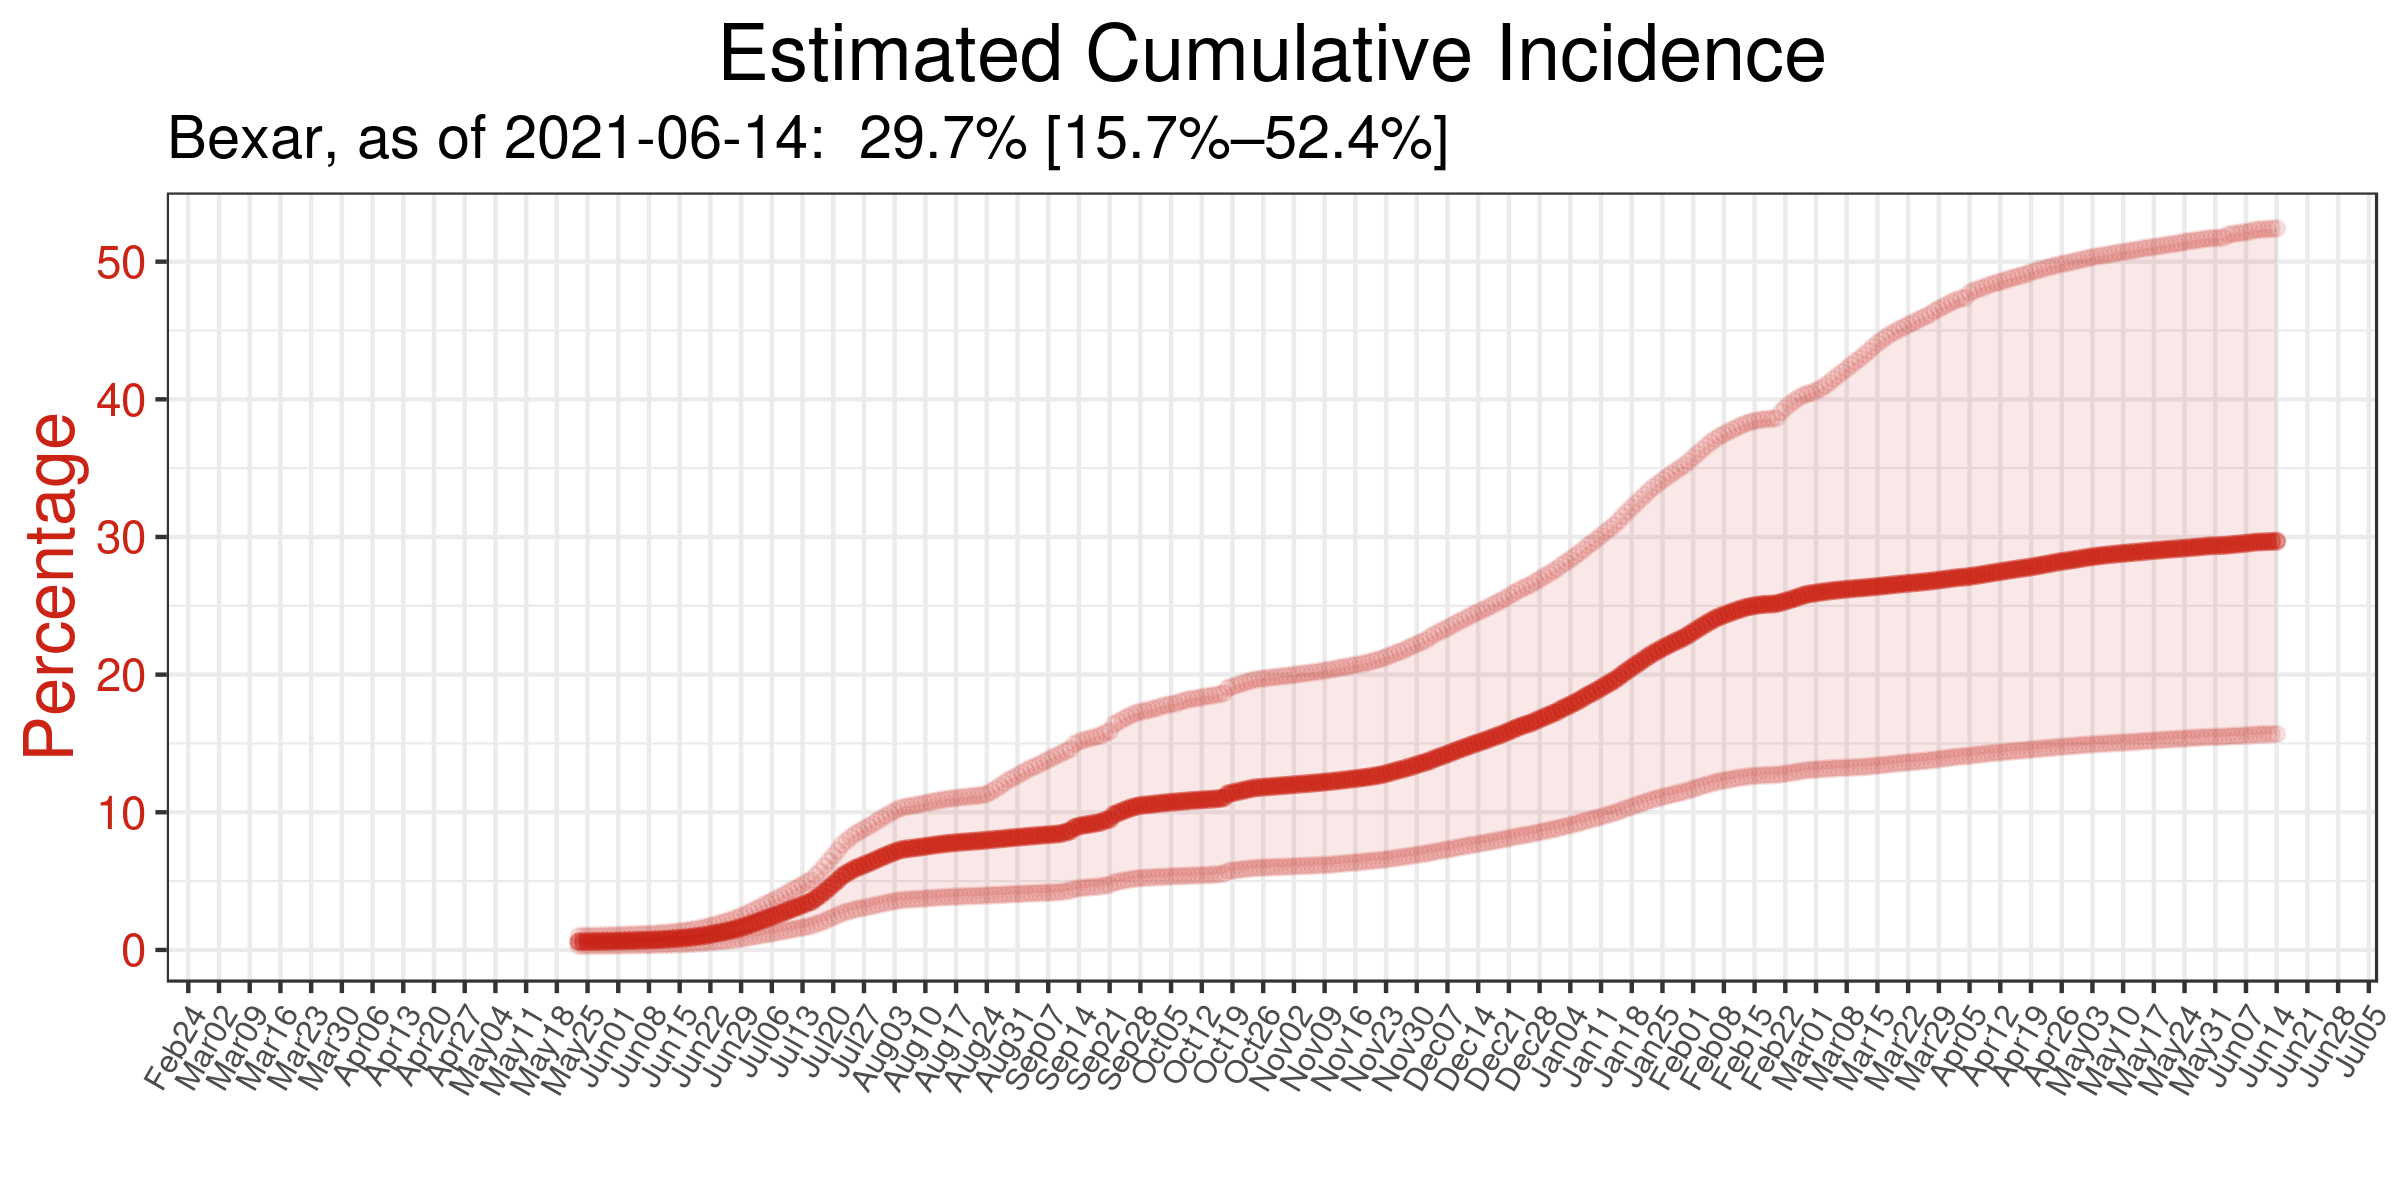 Estimated Cumulative Incidence
Bexar, as of 2021-06-14:  29.7% [15.7%–52.4%]
Percentage
50
40
30
20
10
0
Feb24
Mar02
Mar09
Mar16
Mar23
Mar30
Apr06
Apr13
Apr20
Apr27
May04
May11
May18
May25
Jun01
Jun08
Jun15
Jun22
Jun29
Jul06
Jul13
Jul20
Jul27
Aug03
Aug10
Aug17
Aug24
Aug31
Sep07
Sep14
Sep21
Sep28
Oct05
Oct12
Oct19
Oct26
Nov02
Nov09
Nov16
Nov23
Nov30
Dec07
Dec14
Dec21
Dec28
Jan04
Jan11
Jan18
Jan25
Feb01
Feb08
Feb15
Feb22
Mar01
Mar08
Mar15
Mar22
Mar29
Apr05
Apr12
Apr19
Apr26
May03
May10
May17
May24
May31
Jun07
Jun14
Jun21
Jun28
Jul05